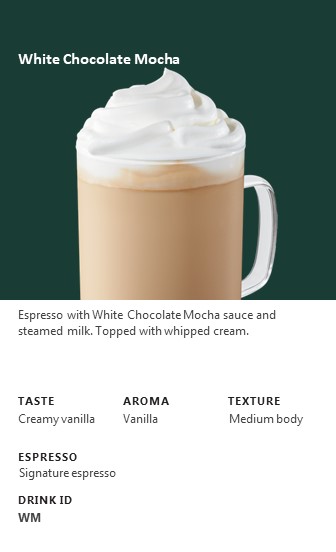 White Chocolate Mocha
Espresso with White Chocolate Mocha sauce and
steamed milk. Topped with whipped cream.
TASTE AROMA TEXTURE
Creamy vanilla Vanilla Medium body
ESPRESSO
Signature espresso
DRINK ID
WM